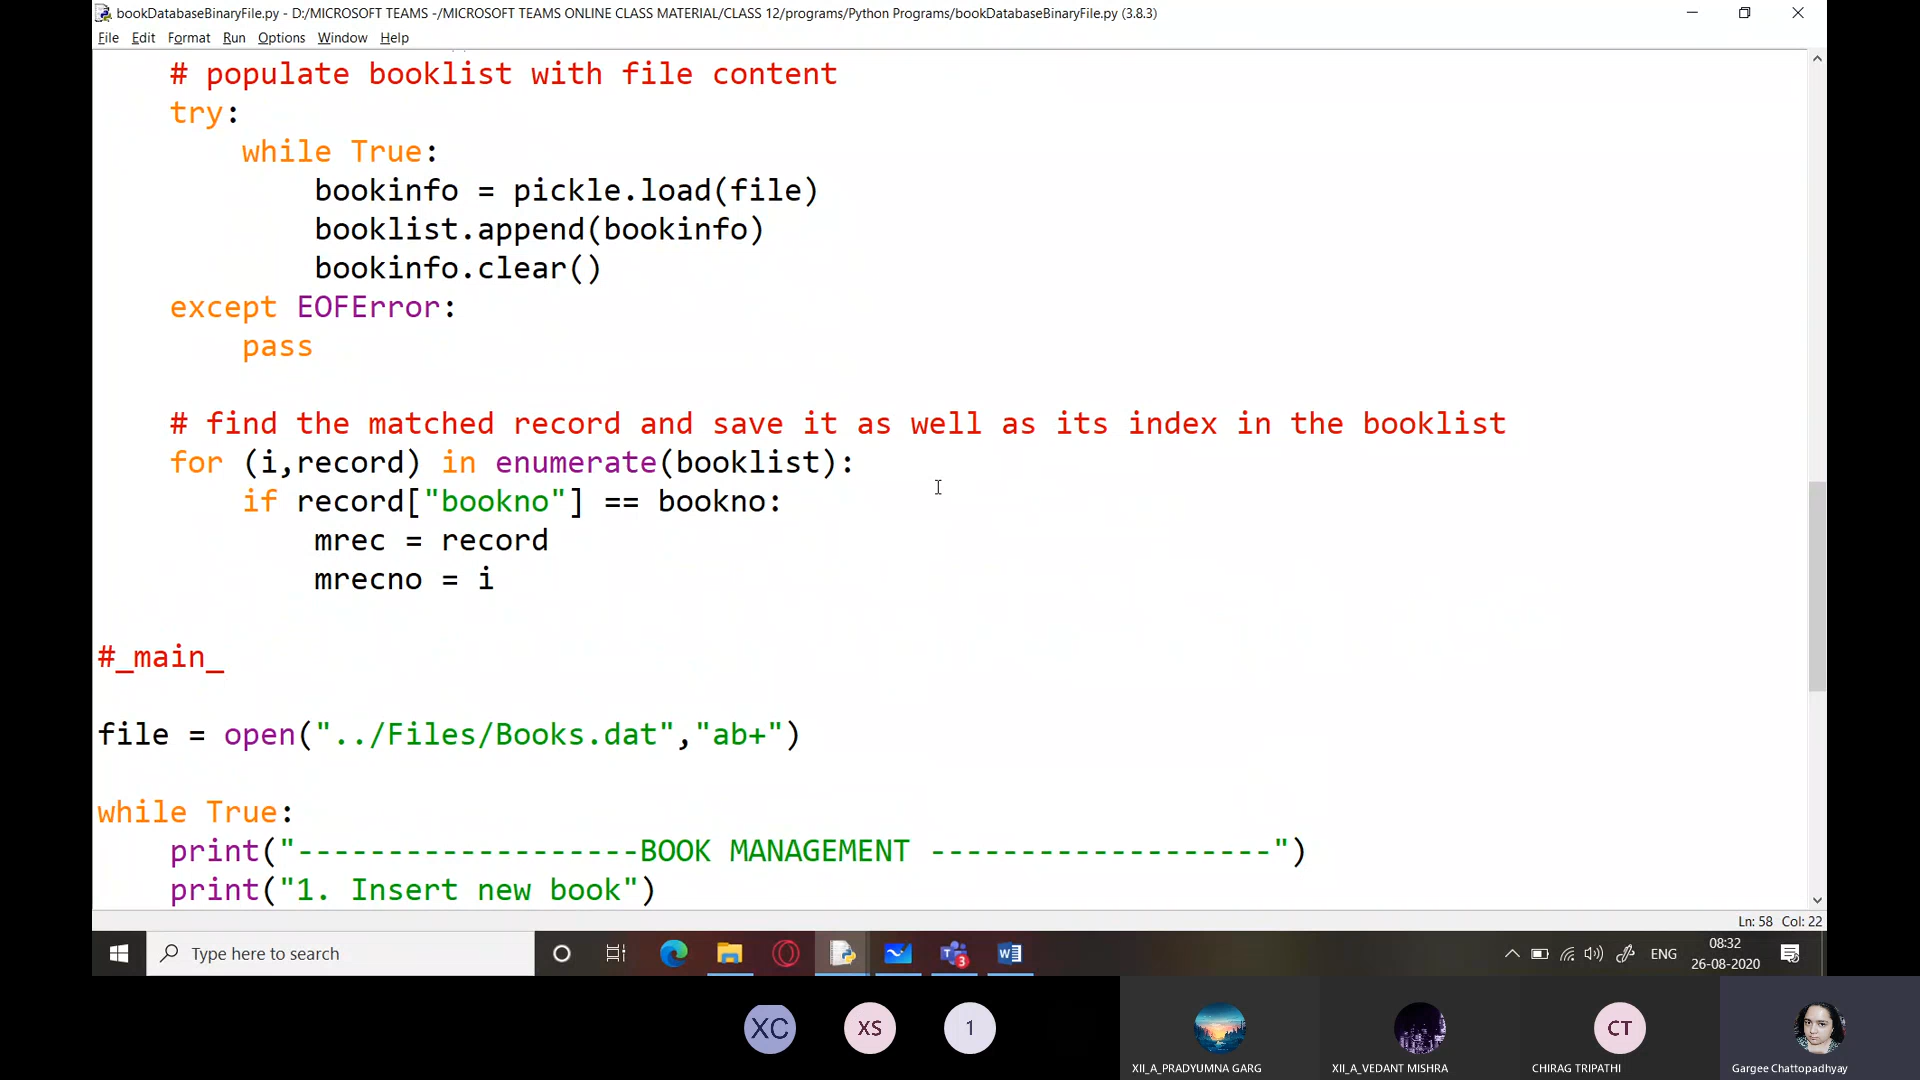 bookDatabaseBinaryFile.py - D:/MICROSOFT TEAMS -/MICROSOFT TEAMS ONLINE CLASS MATERIAL/CLASS 12/programs/Python Programs/bookDatabaseBinaryFile.py (3.8.3)
File Edit Format Run Options Window Help
# populate booklist with file content
try:
while True:
bookinfo = pickle.load(file)
booklist.append(bookinfo)
bookinfo.clear()
except EOFError:
pass
# find the matched record and save it as well as its index in the booklist
for (i,record) in enumerate(booklist):
if record["bookno"] == bookno:
mrec = record
mrecno = i
#_main_
file = open("../Files/Books.dat","ab+")
while True:
print("-------------------BOOK MANAGEMENT -------------------")
print("1. Insert new book")
Ln: 58 Col: 22
Type here to search
3
W
ENG
08:32
26-08-2020
XC
XS
1
CT
XII_A_PRADYUMNA GARG
XII_A_VEDANT MISHRA
CHIRAG TRIPATHI
Gargee Chattopadhyay